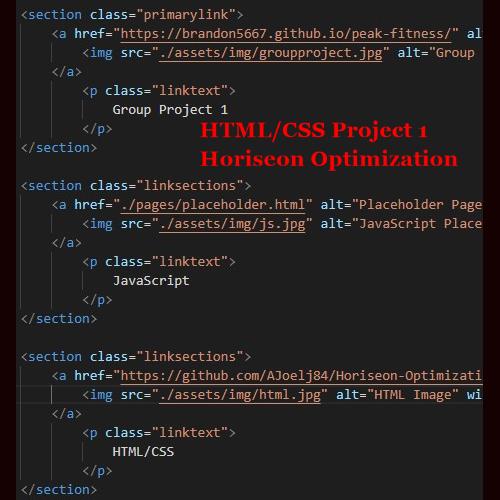 <section class="primarylink">
<a href="https://brandon5667.github.io/peak-fitness/" al
<img src="./assets/img/groupproject.jpg" alt="Group
</a>
<p class="linktext">
Group Project 1
</p>
</section>
HTML/CSS Project 1
Horiseon Optimization
<section class="linksections">
<a href="./pages/placeholder.html" alt="Placeholder Page
<img src="./assets/img/js.jpg" alt="JavaScript Place
</a>
<p class="linktext">
JavaScript
</p>
</section>
<section class="linksections">
<a href="https://github.com/AJoelj84/Horiseon-Optimizati
<img src="./assets/img/html.jpg" alt="HTML Image" wi
</a>
<p class="linktext">
HTML/CSS
</p>
</section>